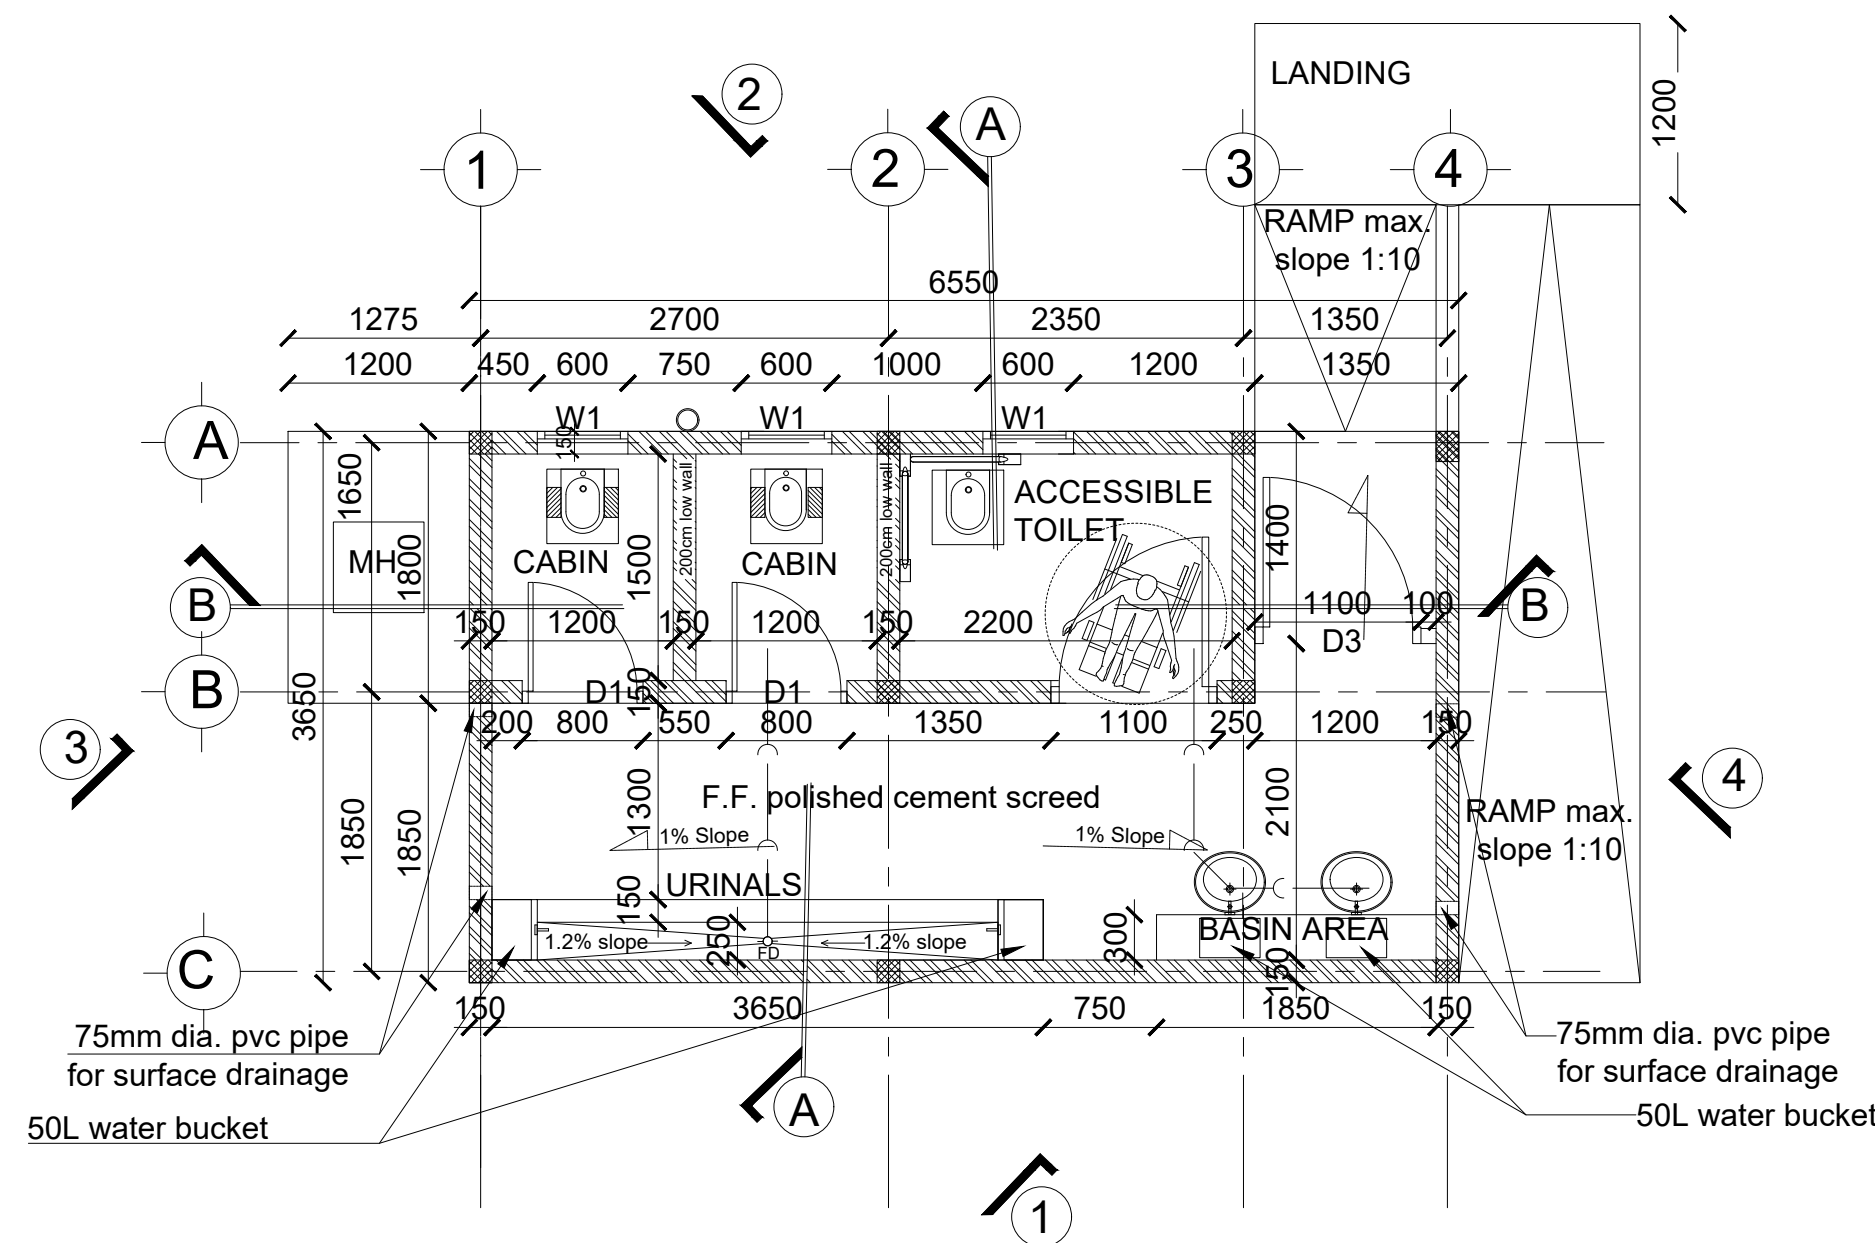 LANDING
1200
2
A
1
2
3
4
RAMP max.
slope 1:10
6550
1275
2700
2350
1350
1200
450
600
750
600
1000
600
1200
1350
W1
W1
W1
A
150
1650
200cm low wall
200cm low wall
ACCESSIBLE
TOILET
1400
MH
1800
CABIN
1500
CABIN
B
B
1100
100
150
1200
150
1200
150
2200
D3
B
D1
150
D1
3650
200
800
550
800
1350
1100
250
1200
150
3
4
1850
1850
1300
F.F. polished cement screed
2100
RAMP max.
slope 1:10
1% Slope
1% Slope
150
URINALS
1.2% slope
250
FD
1.2% slope
300
BASIN AREA
C
150
150
3650
750
1850
150
75mm dia. pvc pipe
for surface drainage
75mm dia. pvc pipe
for surface drainage
50L water bucket
50L water bucket
A
1